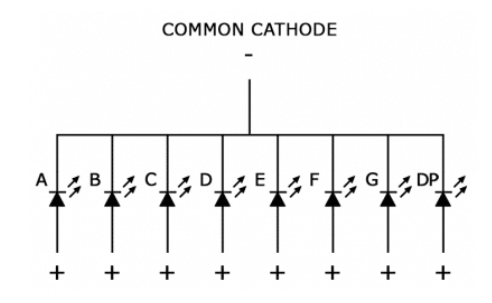 COMMON CATHODE
-
A B C D E F G DP
+ + + + + + + +